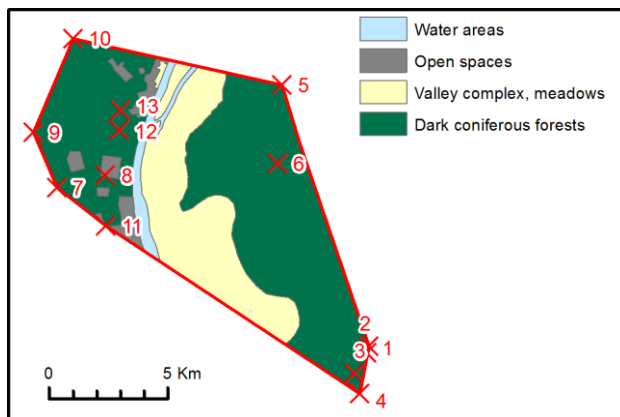 Water areas
Open spaces
Valley complex, meadows
Dark coniferous forests
10
5
13
12
9
6
8
7
11
2
1
3
4
0 5 Km